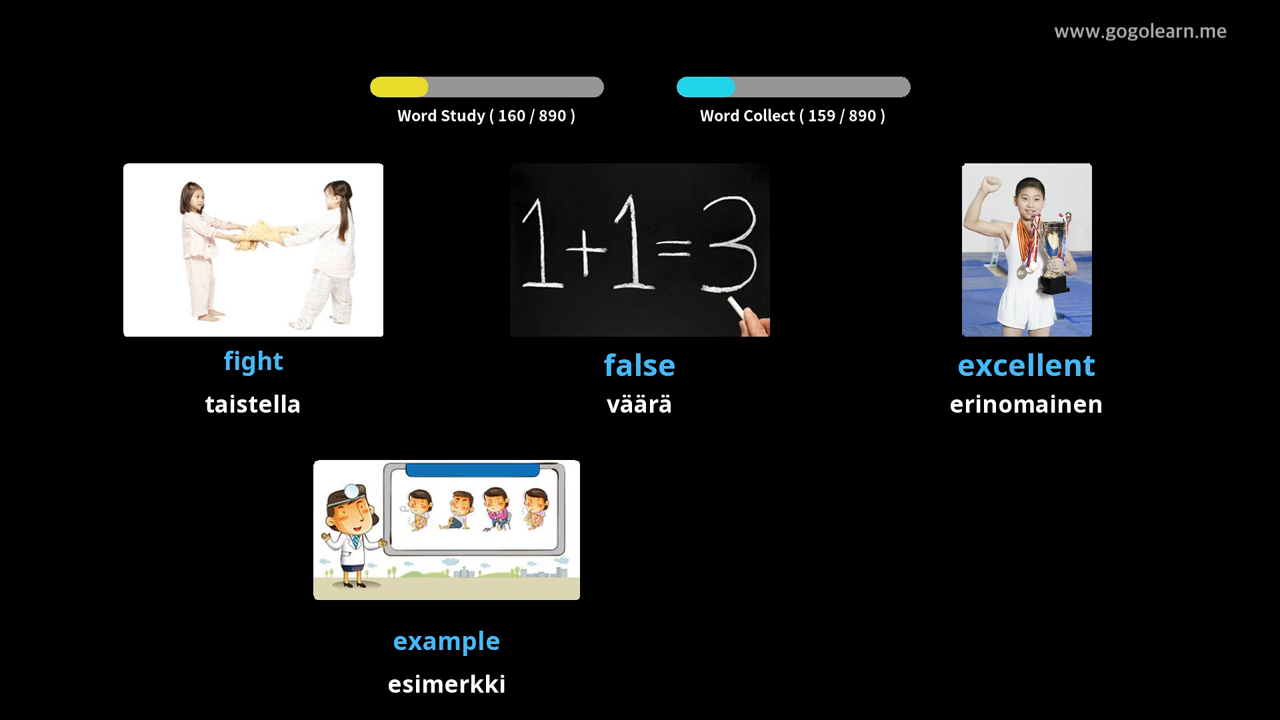 www.gogolearn.me
Word Study ( 160 / 890 )
Word Collect ( 159 / 890 )
1+1=3
fight
false
excellent
taistella
väärä
erinomainen
example
esimerkki